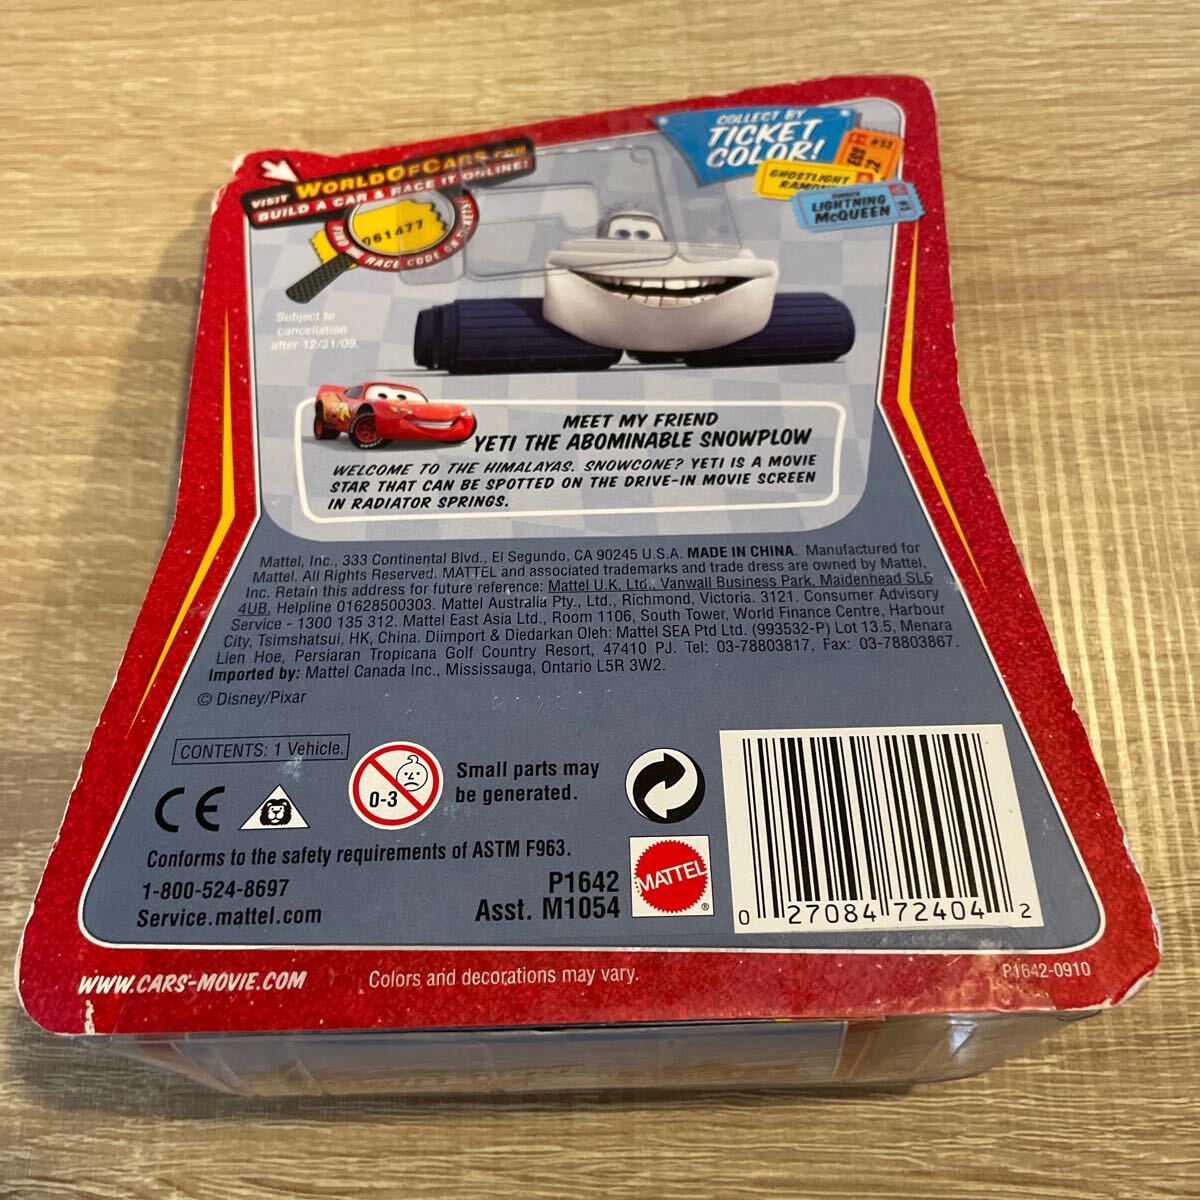 VISIT WORLDOFCARS.COM
BUILD A CAR & RACE IT ONLINE!
061477
FIND RACE CODE ON TICKETS!
Subject to
cancellation
after 12/31/09.
COLLECT BY
TICKET
COLOR!
#57
GHOSTLIGHT
LIGHTNING
McQUEEN
MEET MY FRIEND
YETI THE ABOMINABLE SNOWPLOW
WELCOME TO THE HIMALAYAS. SNOWCONE? YETI IS A MOVIE
STAR THAT CAN BE SPOTTED ON THE DRIVE-IN MOVIE SCREEN
IN RADIATOR SPRINGS.
Mattel, Inc., 333 Continental Blvd., El Segundo, CA 90245 U.S.A. MADE IN CHINA. Manufactured for
Mattel. All Rights Reserved. MATTEL and associated trademarks and trade dress are owned by Mattel,
Inc. Retain this address for future reference: Mattel U.K. Ltd., Vanwall Business Park, Maidenhead SL6
4UB. Helpline 01628500303. Mattel Australia Pty., Ltd., Richmond, Victoria. 3121. Consumer Advisory
Service - 1300 135 312. Mattel East Asia Ltd., Room 1106, South Tower, World Finance Centre, Harbour
City, Tsimshatsui, HK, China. Diimport & Diedarkan Oleh: Mattel SEA Ptd Ltd. (993532-P) Lot 13.5, Menara
Lien Hoe, Persiaran Tropicana Golf Country Resort, 47410 PJ. Tel: 03-78803817, Fax: 03-78803867.
Imported by: Mattel Canada Inc., Mississauga, Ontario L5R 3W2.
© Disney/Pixar
CONTENTS: 1 Vehicle.
CE
0-3
Small parts may
be generated.
Conforms to the safety requirements of ASTM F963.
1-800-524-8697
Service.mattel.com
P1642
Asst. M1054
MATTEL
®
0 27084 72404 2
WWW.CARS-MOVIE.COM
Colors and decorations may vary.
P1642-0910